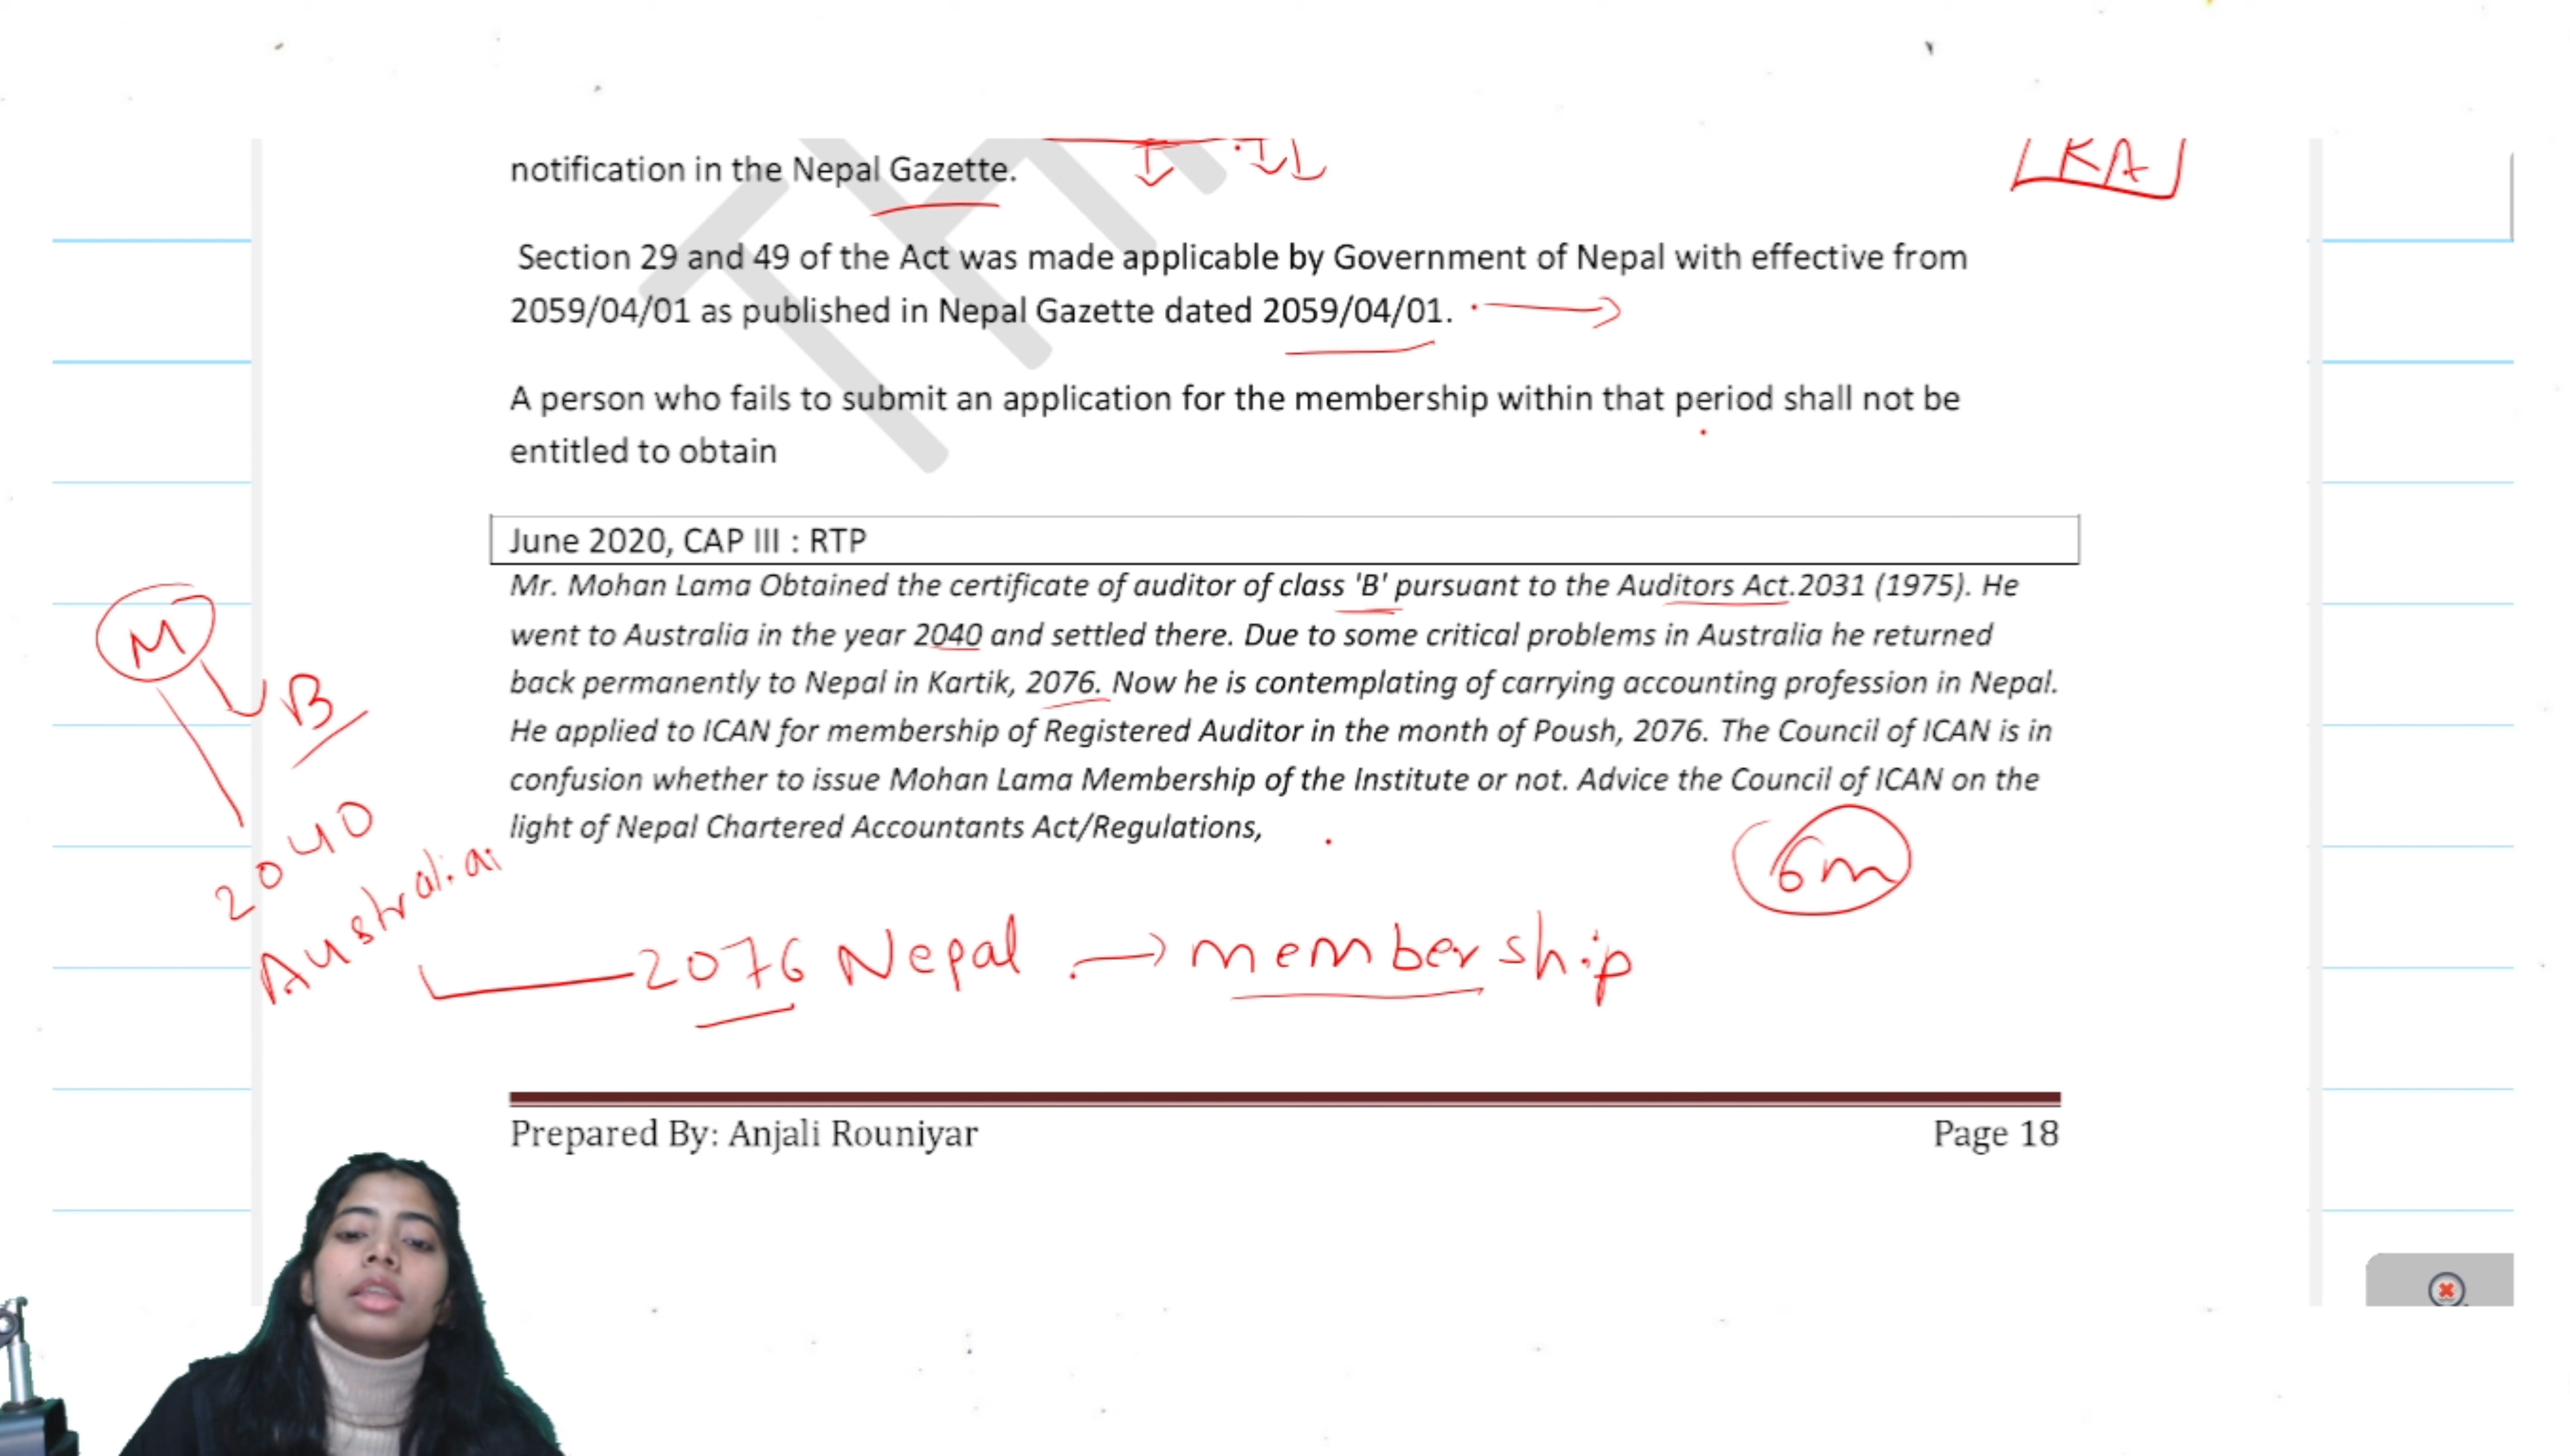 notification in the Nepal Gazette.
KA
Section 29 and 49 of the Act was made applicable by Government of Nepal with effective from
2059/04/01 as published in Nepal Gazette dated 2059/04/01.
A person who fails to submit an application for the membership within that period shall not be
entitled to obtain
June 2020, CAP III : RTP
Mr. Mohan Lama Obtained the certificate of auditor of class 'B' pursuant to the Auditors Act.2031 (1975). He
went to Australia in the year 2040 and settled there. Due to some critical problems in Australia he returned
back permanently to Nepal in Kartik, 2076. Now he is contemplating of carrying accounting profession in Nepal.
He applied to ICAN for membership of Registered Auditor in the month of Poush, 2076. The Council of ICAN is in
confusion whether to issue Mohan Lama Membership of the Institute or not. Advice the Council of ICAN on the
light of Nepal Chartered Accountants Act/Regulations,
M
B
2040
Australia
6m
2076 Nepal → membership
Prepared By: Anjali Rouniyar
Page 18